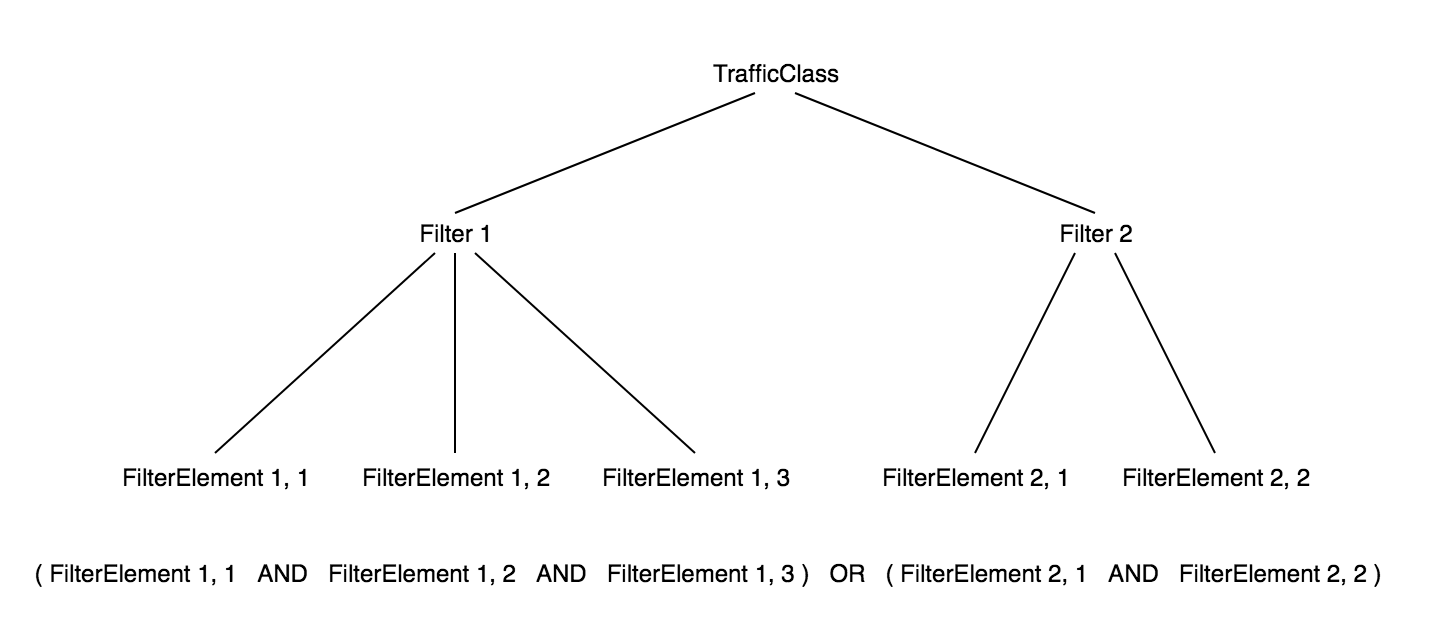 TrafficClass
Filter 1 Filter 2
FilterElement 1, 1 FilterElement 1, 2 FilterElement 1, 3 FilterElement 2, 1 FilterElement 2, 2
( FilterElement 1, 1 AND FilterElement 1, 2 AND FilterElement 1, 3 ) OR ( FilterElement 2, 1 AND FilterElement 2, 2 )